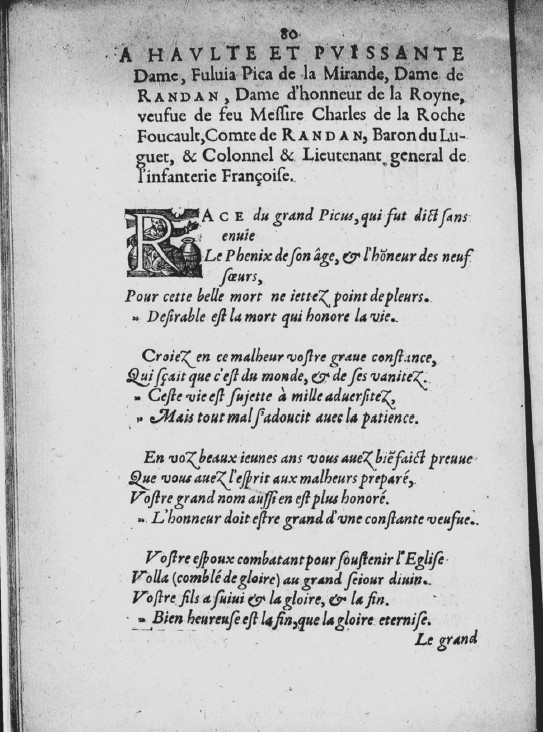 80
A HAVLTE ET PVISSANTE
Dame, Fuluia Pica de la Mirande, Dame de
RANDAN, Dame d'honneur de la Royne,
veufue de feu Meſſire Charles de la Roche
Foucault, Comte de RANDAN, Baron du Lu-
guet, & Colonnel & Lieutenant general de
l'infanterie Françoiſe.
RACE du grand Picus, qui fut dict ſans
enuie
Le Phenix de ſon âge, & l'hõneur des neuf
ſœurs,
Pour cette belle mort ne iettez point de pleurs.
" Deſirable eſt la mort qui honore la vie.
Croiez en ce malheur voſtre graue conſtance,
Qui ſçait que c'eſt du monde, & de ſes vanitez.
" Ceſte vie eſt ſujette à mille aduerſitez,
" Mais tout mal s'adoucit auec la patience.
En voz beaux ieunes ans vous auez biẽ faict preuue
Que vous auez l'eſprit aux malheurs preparé,
Voſtre grand nom auſſi en eſt plus honoré.
" L'honneur doit eſtre grand d'vne conſtante veufue.
Voſtre eſpoux combatant pour ſouſtenir l'Egliſe
Volla (comblé de gloire) au grand ſeiour diuin.
Voſtre fils a ſuiui & la gloire, & la fin.
" Bien heureuſe eſt la fin, que la gloire eterniſe.
Le grand